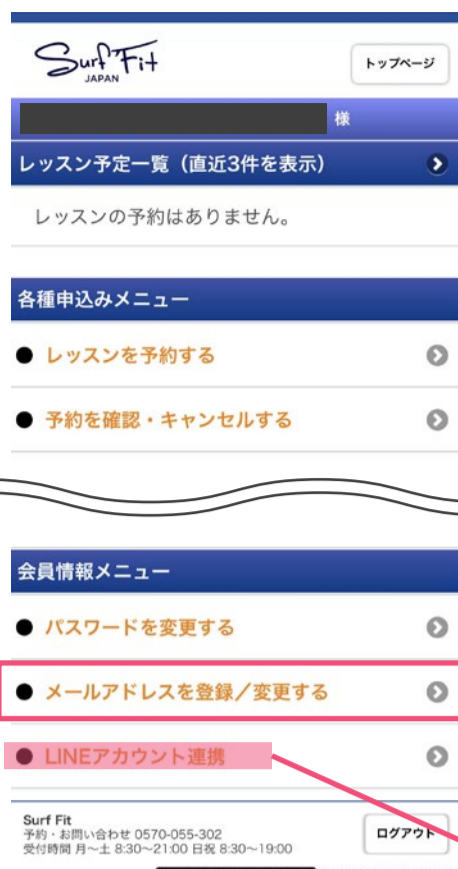 Surf Fit
JAPAN
トップページ
様
レッスン予定一覧（直近3件を表示）
レッスンの予約はありません。
各種申込みメニュー
● レッスンを予約する
● 予約を確認・キャンセルする
会員情報メニュー
● パスワードを変更する
● メールアドレスを登録／変更する
● LINEアカウント連携
Surf Fit
予約・お問い合わせ 0570-055-302
受付時間 月〜土 8:30〜21:00 日祝 8:30〜19:00
ログアウト